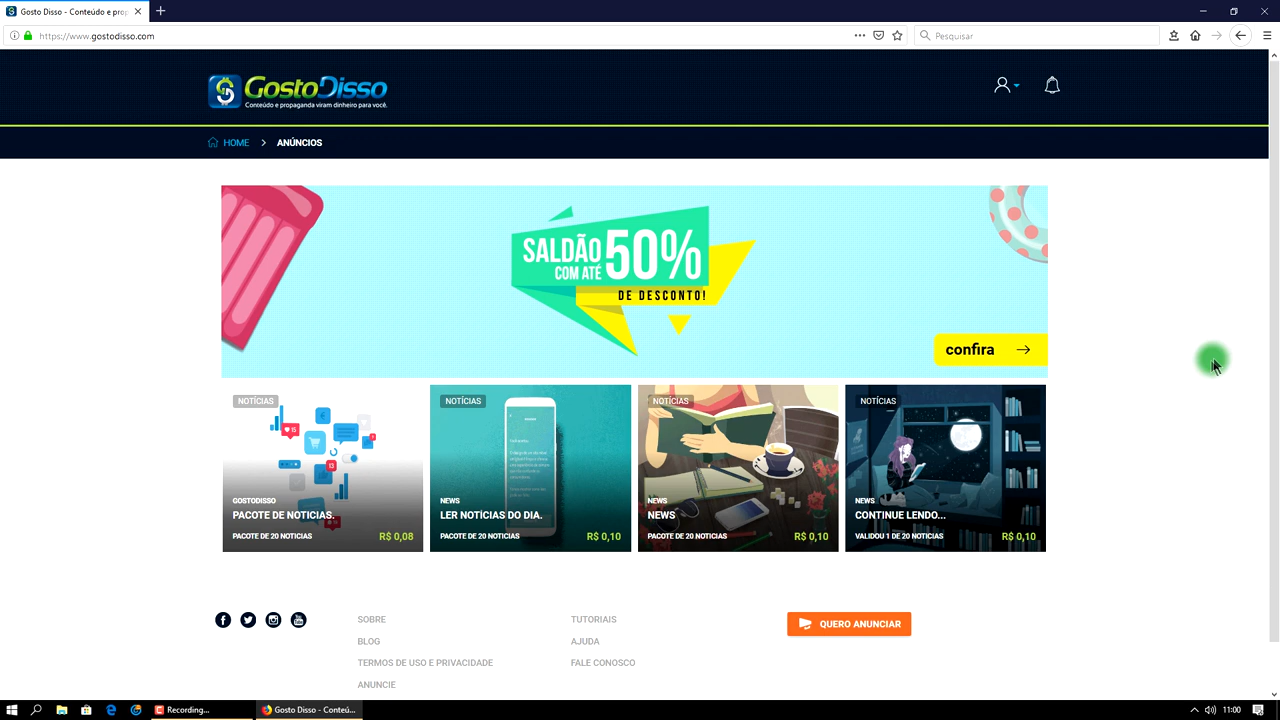 Gosto Disso - Conteúdo e prop
https://www.gostodisso.com
Pesquisar
GostoDisso
Conteúdo e propaganda viram dinheiro para você.
HOME
ANÚNCIOS
SALDÃO
COM ATÉ
50%
DE DESCONTO!
confira
NOTÍCIAS
GOSTODISSO
PACOTE DE NOTICIAS.
PACOTE DE 20 NOTICIAS
R$ 0,08
NOTÍCIAS
NEWS
LER NOTÍCIAS DO DIA.
PACOTE DE 20 NOTICIAS
R$ 0,10
NOTÍCIAS
NEWS
NEWS
PACOTE DE 20 NOTICIAS
R$ 0,10
NOTÍCIAS
NEWS
CONTINUE LENDO...
VALIDOU 1 DE 20 NOTICIAS
R$ 0,10
SOBRE
BLOG
TERMOS DE USO E PRIVACIDADE
ANUNCIE
TUTORIAIS
AJUDA
FALE CONOSCO
QUERO ANUNCIAR
Recording...
Gosto Disso - Conteú...
11:00